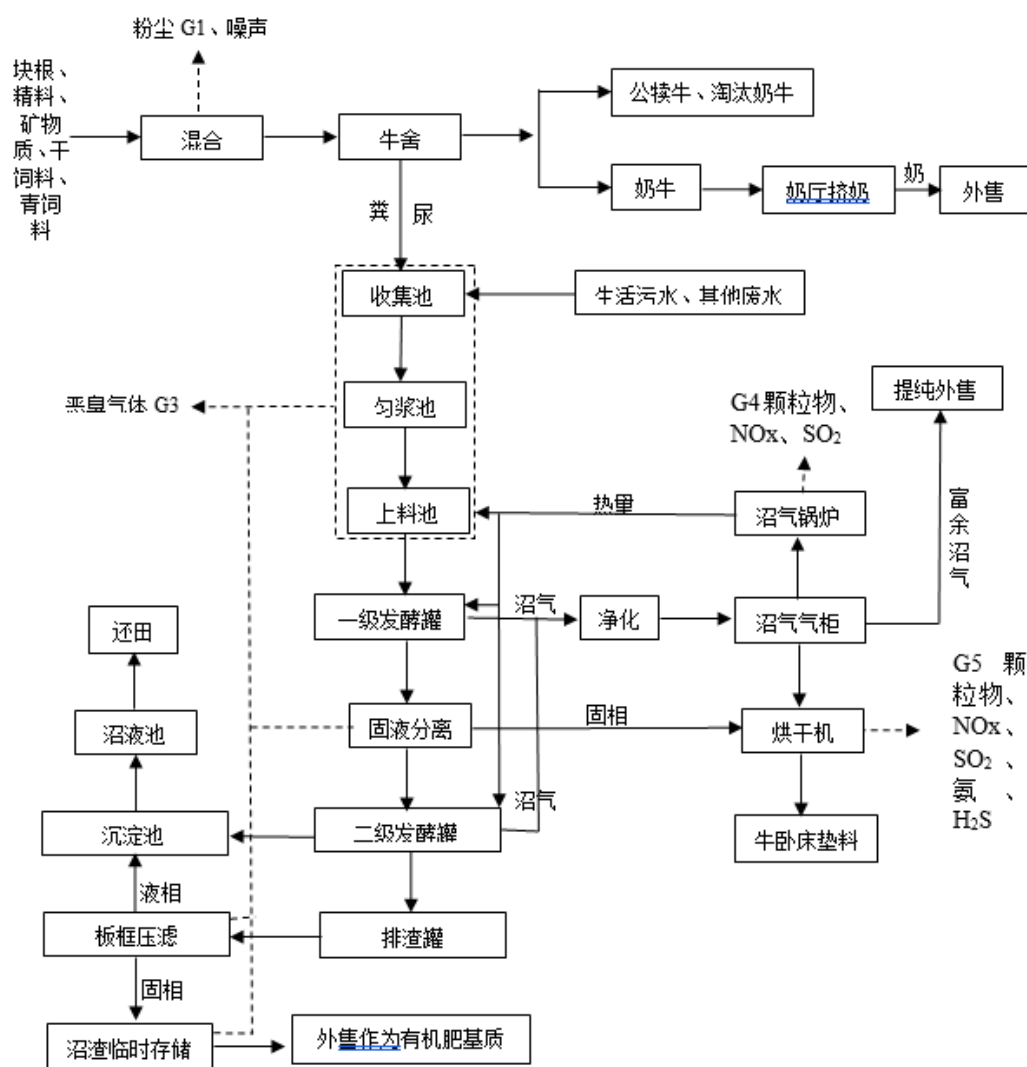 粉尘 G1、噪声
块根、
精料、
矿物
质、干
饲料、
青饲
料
混合
牛舍
公犊牛、淘汰奶牛
奶牛
奶厅挤奶
奶
外售
粪
尿
收集池
生活污水、其他废水
恶臭气体 G3
匀浆池
上料池
G4颗粒物、
NOx、SO₂
提纯外售
热量
沼气锅炉
富余沼气
一级发酵罐
沼气
净化
沼气气柜
还田
沼液池
固液分离
固相
烘干机
G5 颗
粒物、
NOx、
SO₂、
氨、
H₂S
沉淀池
二级发酵罐
沼气
牛卧床垫料
液相
板框压滤
排渣罐
固相
沼渣临时存储
外售作为有机肥基质